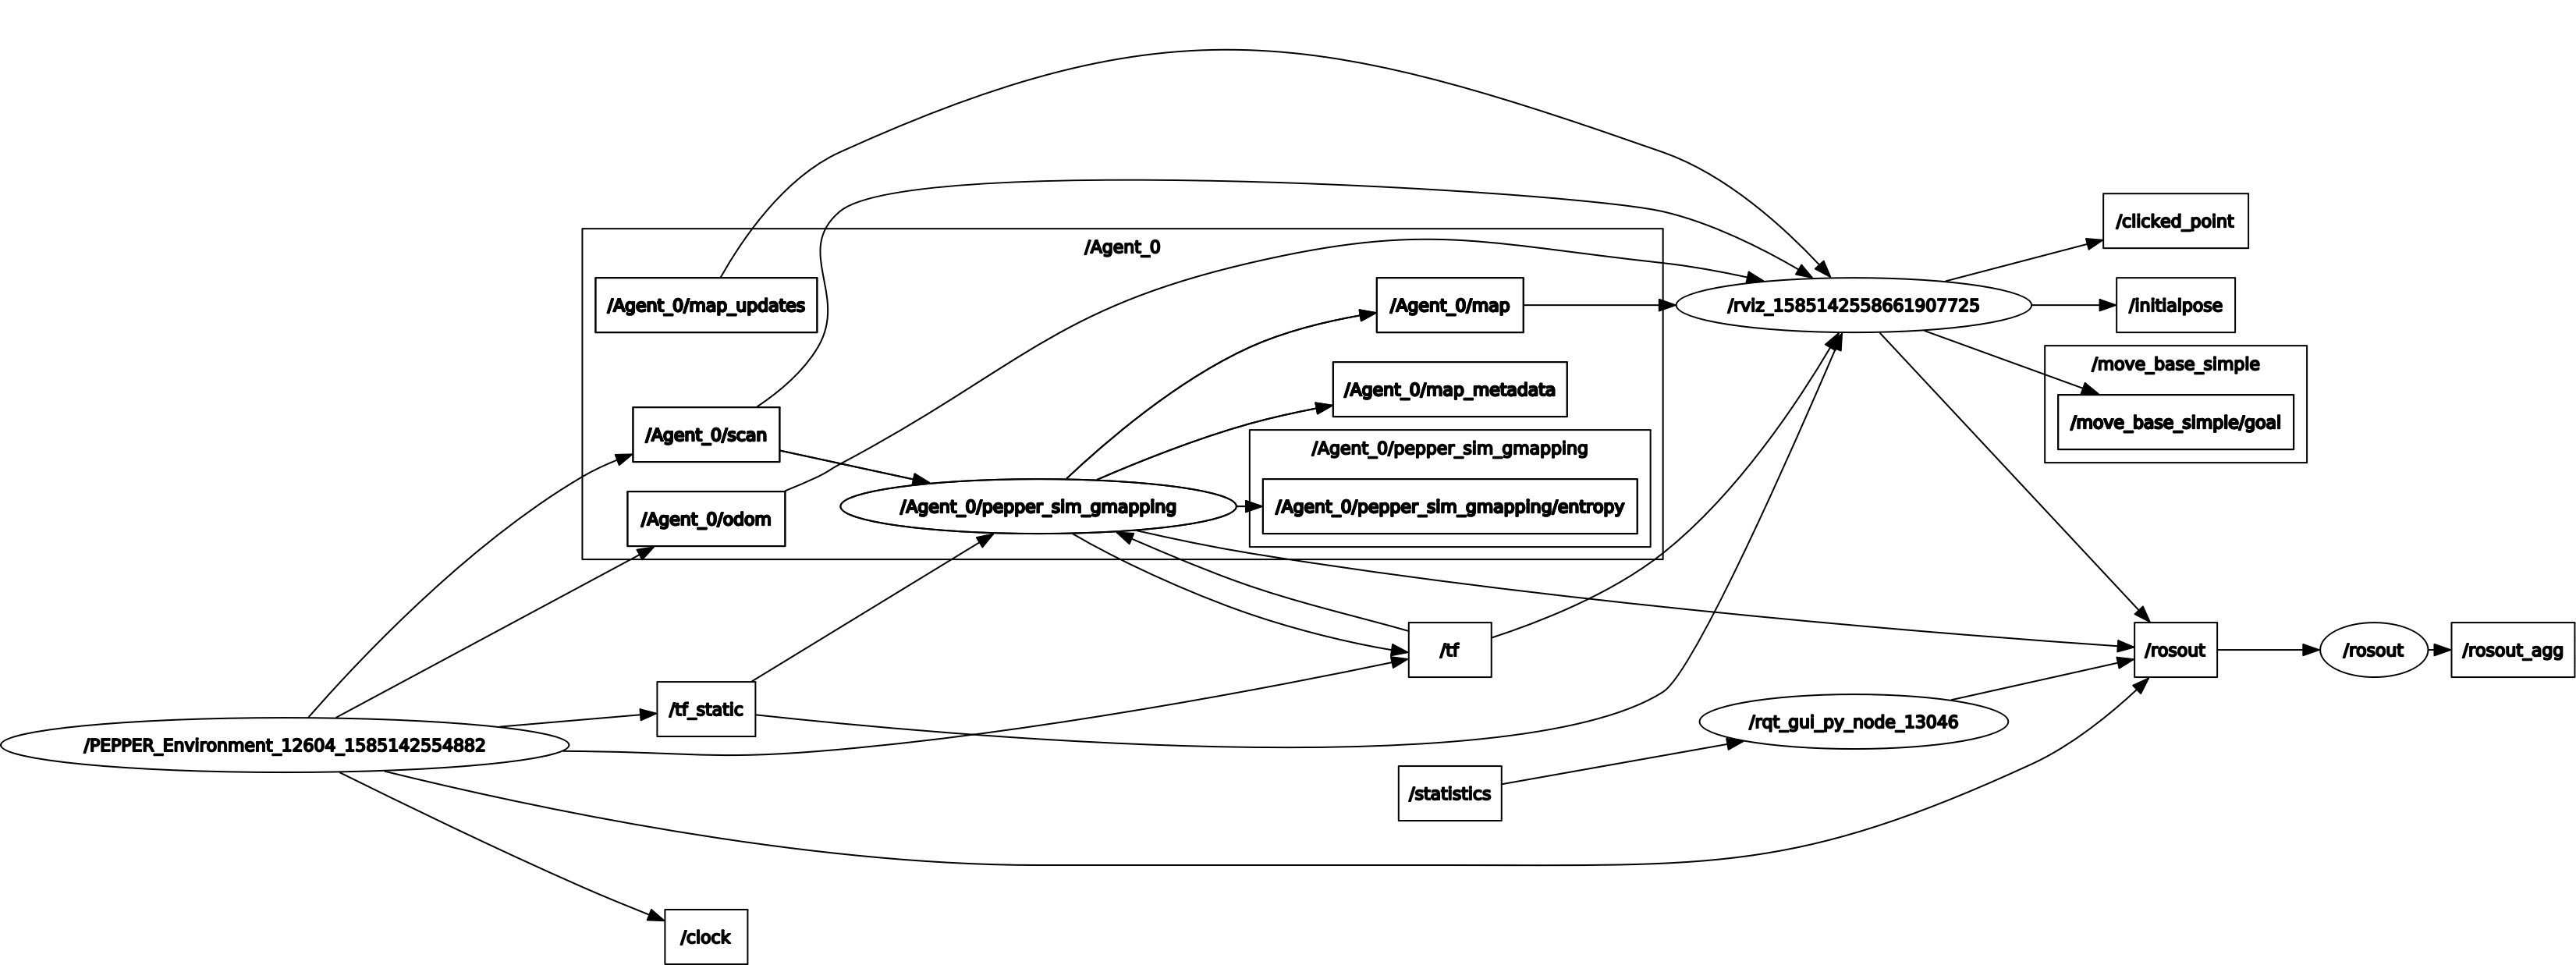 /clicked_point
/Agent_0
/Agent_0/map_updates
/Agent_0/map
/rviz_1585142558661907725
/initialpose
/move_base_simple
/Agent_0/map_metadata
/move_base_simple/goal
/Agent_0/scan
/Agent_0/pepper_sim_gmapping
/Agent_0/pepper_sim_gmapping
/Agent_0/pepper_sim_gmapping/entropy
/Agent_0/odom
/tf
/rosout
/rosout
/rosout_agg
/tf_static
/rqt_gui_py_node_13046
/PEPPER_Environment_12604_1585142554882
/statistics
/clock